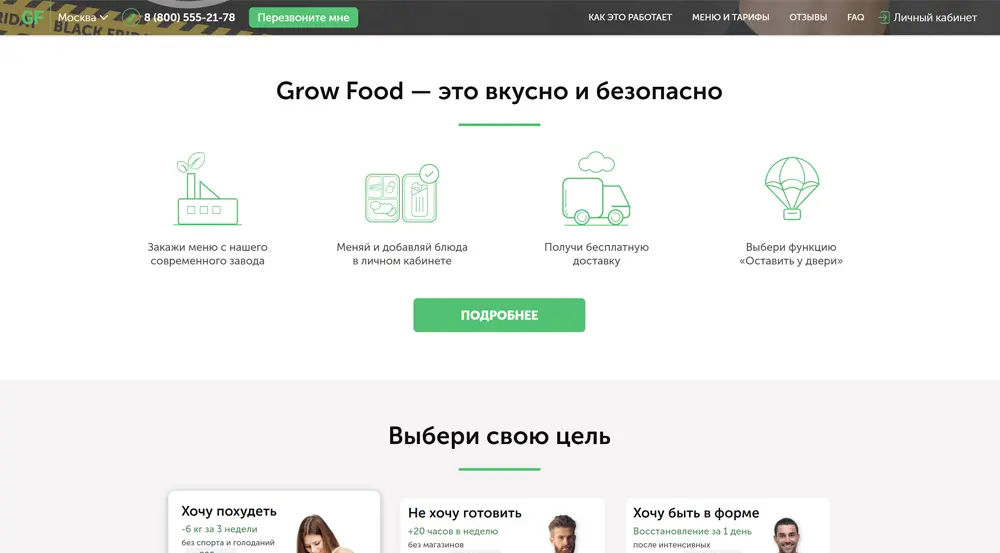 GF Москва 8 (800) 555-21-78 Перезвоните мне КАК ЭТО РАБОТАЕТ МЕНЮ И ТАРИФЫ ОТЗЫВЫ FAQ Личный кабинет
BLACK
Grow Food — это вкусно и безопасно
Закажи меню с нашего
современного завода
Меняй и добавляй блюда
в личном кабинете
Получи бесплатную
доставку
Выбери функцию
«Оставить у двери»
ПОДРОБНЕЕ
Выбери свою цель
Хочу похудеть
-6 кг за 3 недели
без спорта и голоданий
Не хочу готовить
+20 часов в неделю
без магазинов
Хочу быть в форме
Восстановление за 1 день
после интенсивных